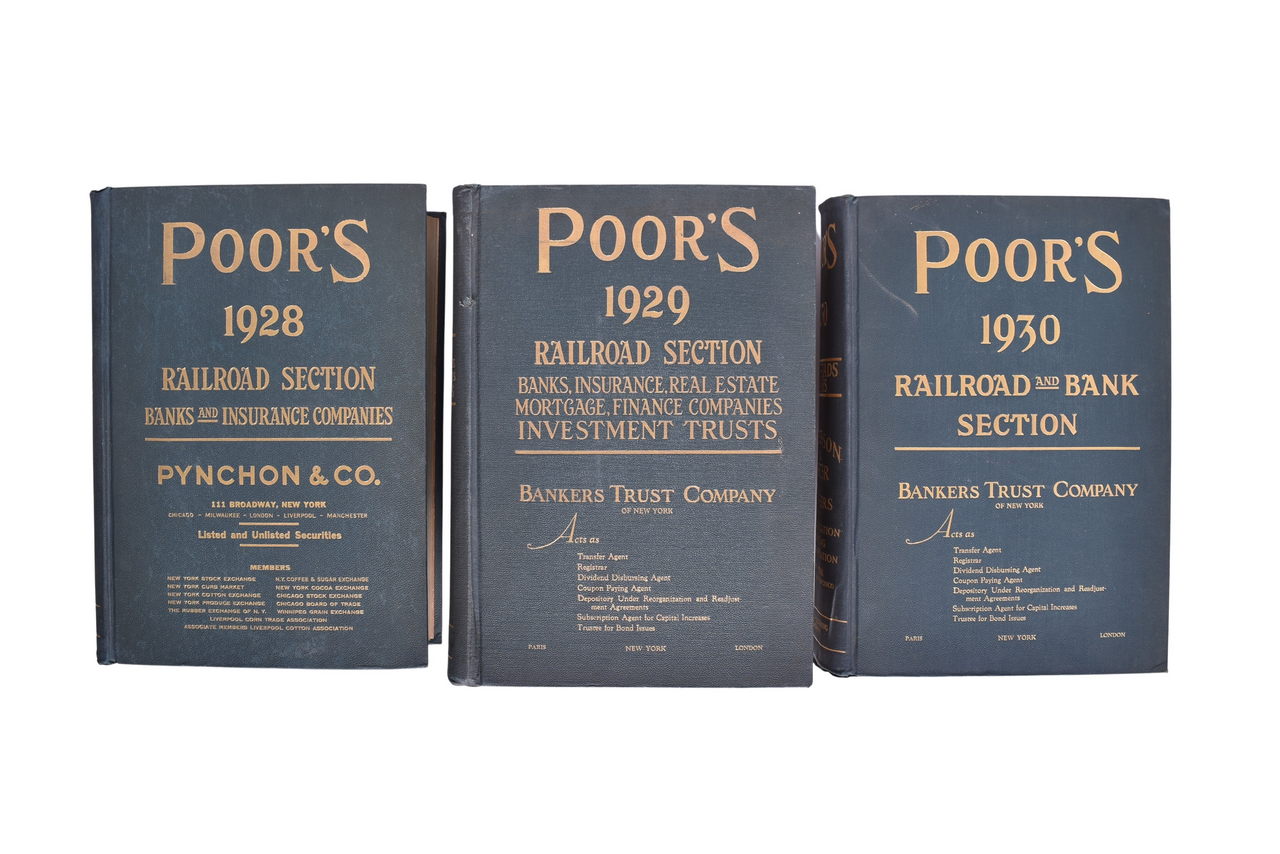 POOR'S
1928
RAILROAD SECTION
BANKS AND INSURANCE COMPANIES
PYNCHON & CO.
111 BROADWAY, NEW YORK
CHICAGO - MILWAUKEE - LONDON - LIVERPOOL - MANCHESTER
Listed and Unlisted Securities
MEMBERS
NEW YORK STOCK EXCHANGE N.Y. COFFEE & SUGAR EXCHANGE
NEW YORK CURB MARKET NEW YORK COCOA EXCHANGE
NEW YORK COTTON EXCHANGE CHICAGO STOCK EXCHANGE
NEW YORK PRODUCE EXCHANGE CHICAGO BOARD OF TRADE
THE RUBBER EXCHANGE OF N. Y. WINNIPEG GRAIN EXCHANGE
LIVERPOOL CORN TRADE ASSOCIATION
ASSOCIATE MEMBERS LIVERPOOL COTTON ASSOCIATION
POOR'S
1929
RAILROAD SECTION
BANKS, INSURANCE, REAL ESTATE
MORTGAGE, FINANCE COMPANIES
INVESTMENT TRUSTS
BANKERS TRUST COMPANY
OF NEW YORK
Acts as
Transfer Agent
Registrar
Dividend Disbursing Agent
Coupon Paying Agent
Depository Under Reorganization and Readjust-
ment Agreements
Subscription Agent for Capital Increases
Trustee for Bond Issues
PARIS NEW YORK LONDON
POOR'S
1930
RAILROAD AND BANK
SECTION
BANKERS TRUST COMPANY
OF NEW YORK
Acts as
Transfer Agent
Registrar
Dividend Disbursing Agent
Coupon Paying Agent
Depository Under Reorganization and Readjust-
ment Agreements
Subscription Agent for Capital Increases
Trustee for Bond Issues
PARIS NEW YORK LONDON